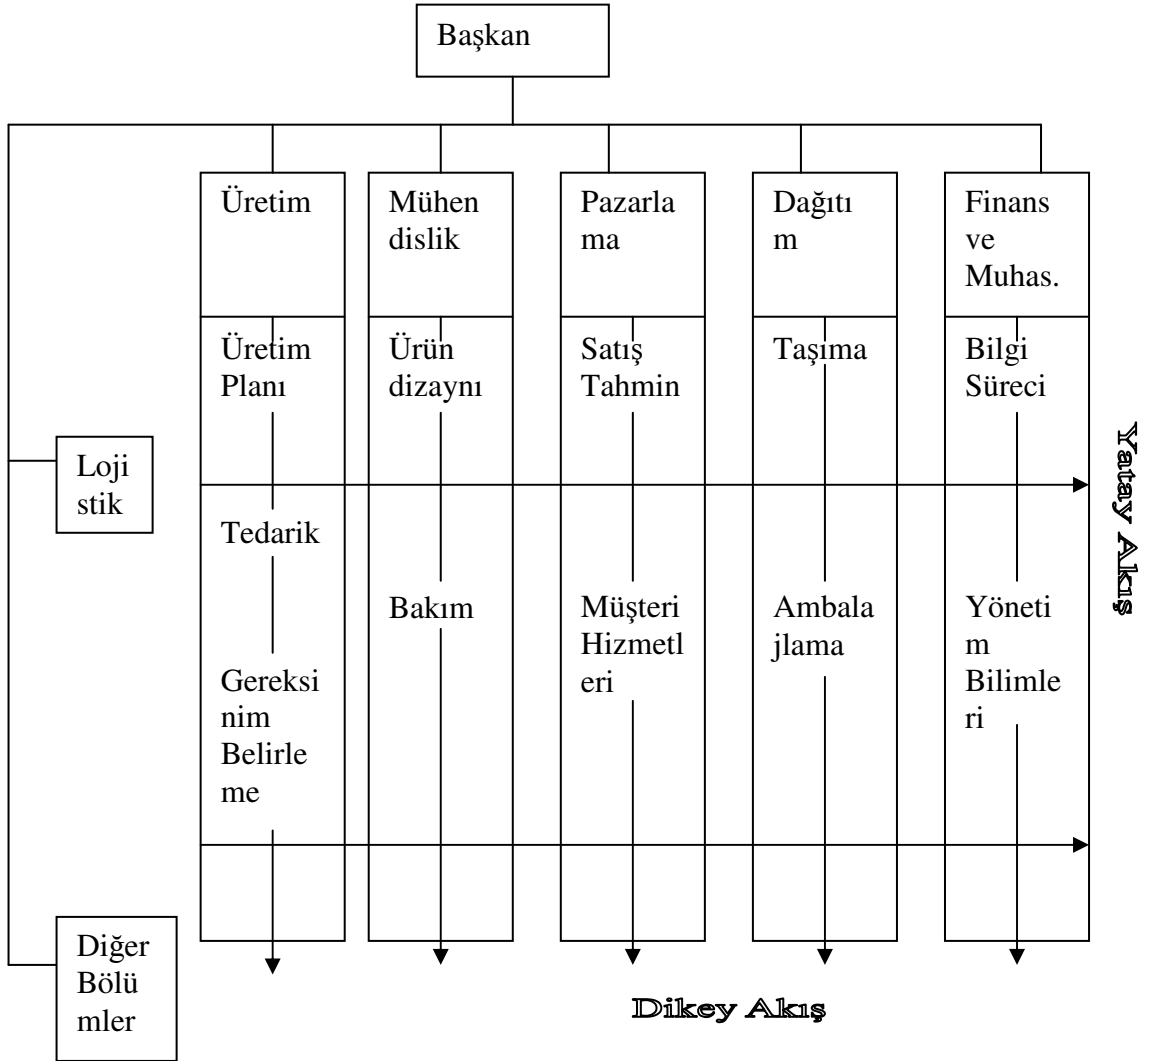 Başkan
Üretim
Mühen
dislik
Pazarla
ma
Dağıtı
m
Finans
ve
Muhas.
Üretim
Planı
Ürün
dizaynı
Satış
Tahmin
Taşıma
Bilgi
Süreci
Loji
stik
Yatay Akış
Tedarik
Bakım
Müşteri
Hizmetl
eri
Ambala
jlama
Yöneti
m
Bilimle
ri
Gereksi
nim
Belirle
me
Diğer
Bölü
mler
Dikey Akış